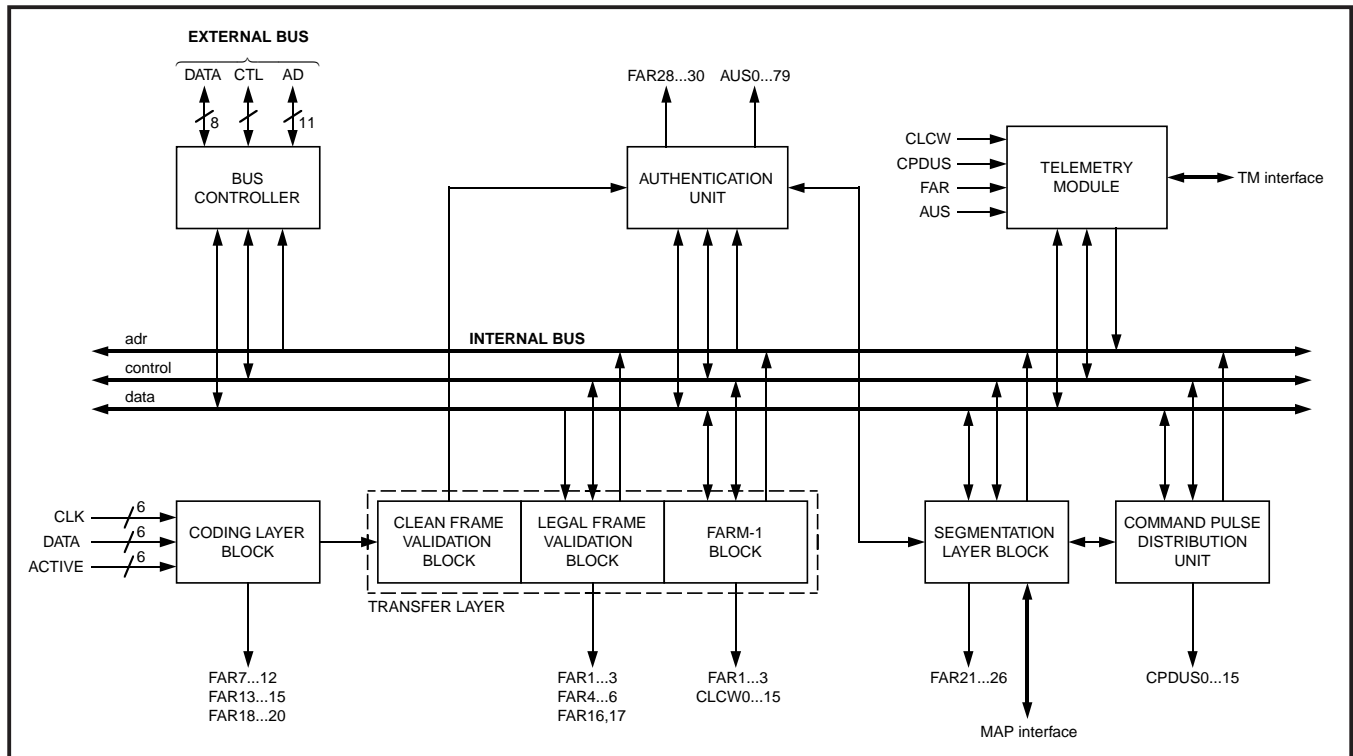 EXTERNAL BUS
DATA CTL AD
8
11
BUS
CONTROLLER
FAR28...30 AUS0...79
AUTHENTICATION
UNIT
CLCW
CPDUS
FAR
AUS
TELEMETRY
MODULE
TM interface
adr
INTERNAL BUS
control
data
CLK
6
DATA
6
ACTIVE
6
CODING LAYER
BLOCK
CLEAN FRAME
VALIDATION
BLOCK
LEGAL FRAME
VALIDATION
BLOCK
FARM-1
BLOCK
TRANSFER LAYER
SEGMENTATION
LAYER BLOCK
COMMAND PULSE
DISTRIBUTION
UNIT
FAR7...12
FAR13...15
FAR18...20
FAR1...3
FAR4...6
FAR16,17
FAR1...3
CLCW0...15
FAR21...26
MAP interface
CPDUS0...15